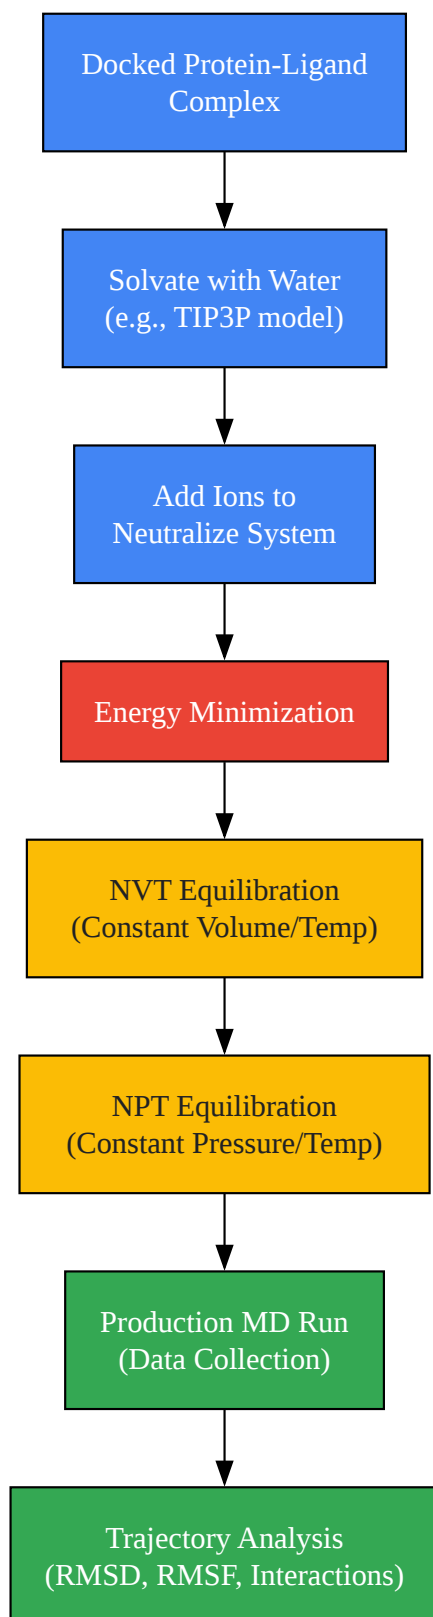 Docked Protein-Ligand
Complex
Solvate with Water
(e.g., TIP3P model)
Add Ions to
Neutralize System
Energy Minimization
NVT Equilibration
(Constant Volume/Temp)
NPT Equilibration
(Constant Pressure/Temp)
Production MD Run
(Data Collection)
Trajectory Analysis
(RMSD, RMSF, Interactions)